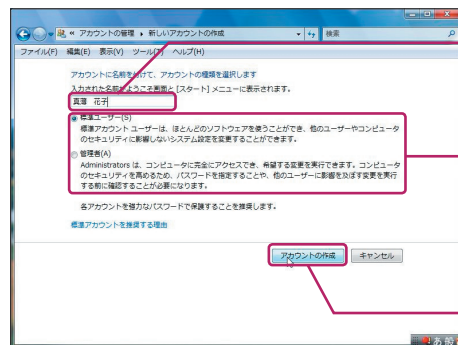 « アカウントの管理 ▸ 新しいアカウントの作成
検索
ファイル(F) 編集(E) 表示(V) ツール(T) ヘルプ(H)
アカウントに名前を付けて、アカウントの種類を選択します
入力された名前がようこそ画面と [スタート] メニューに表示されます。
真薄 花子
標準ユーザー(S)
標準アカウント ユーザーは、ほとんどのソフトウェアを使うことができ、他のユーザーやコンピュータ
のセキュリティに影響しないシステム設定を変更することができます。
管理者(A)
Administrators は、コンピュータに完全にアクセスでき、希望する変更を実行できます。コンピュータ
のセキュリティを高めるため、パスワードを指定することや、他のユーザーに影響を及ぼす変更を実行
する前に確認することが必要になります。
各アカウントを強力なパスワードで保護することを推奨します。
標準アカウントを推奨する理由
アカウントの作成 キャンセル
あ 般